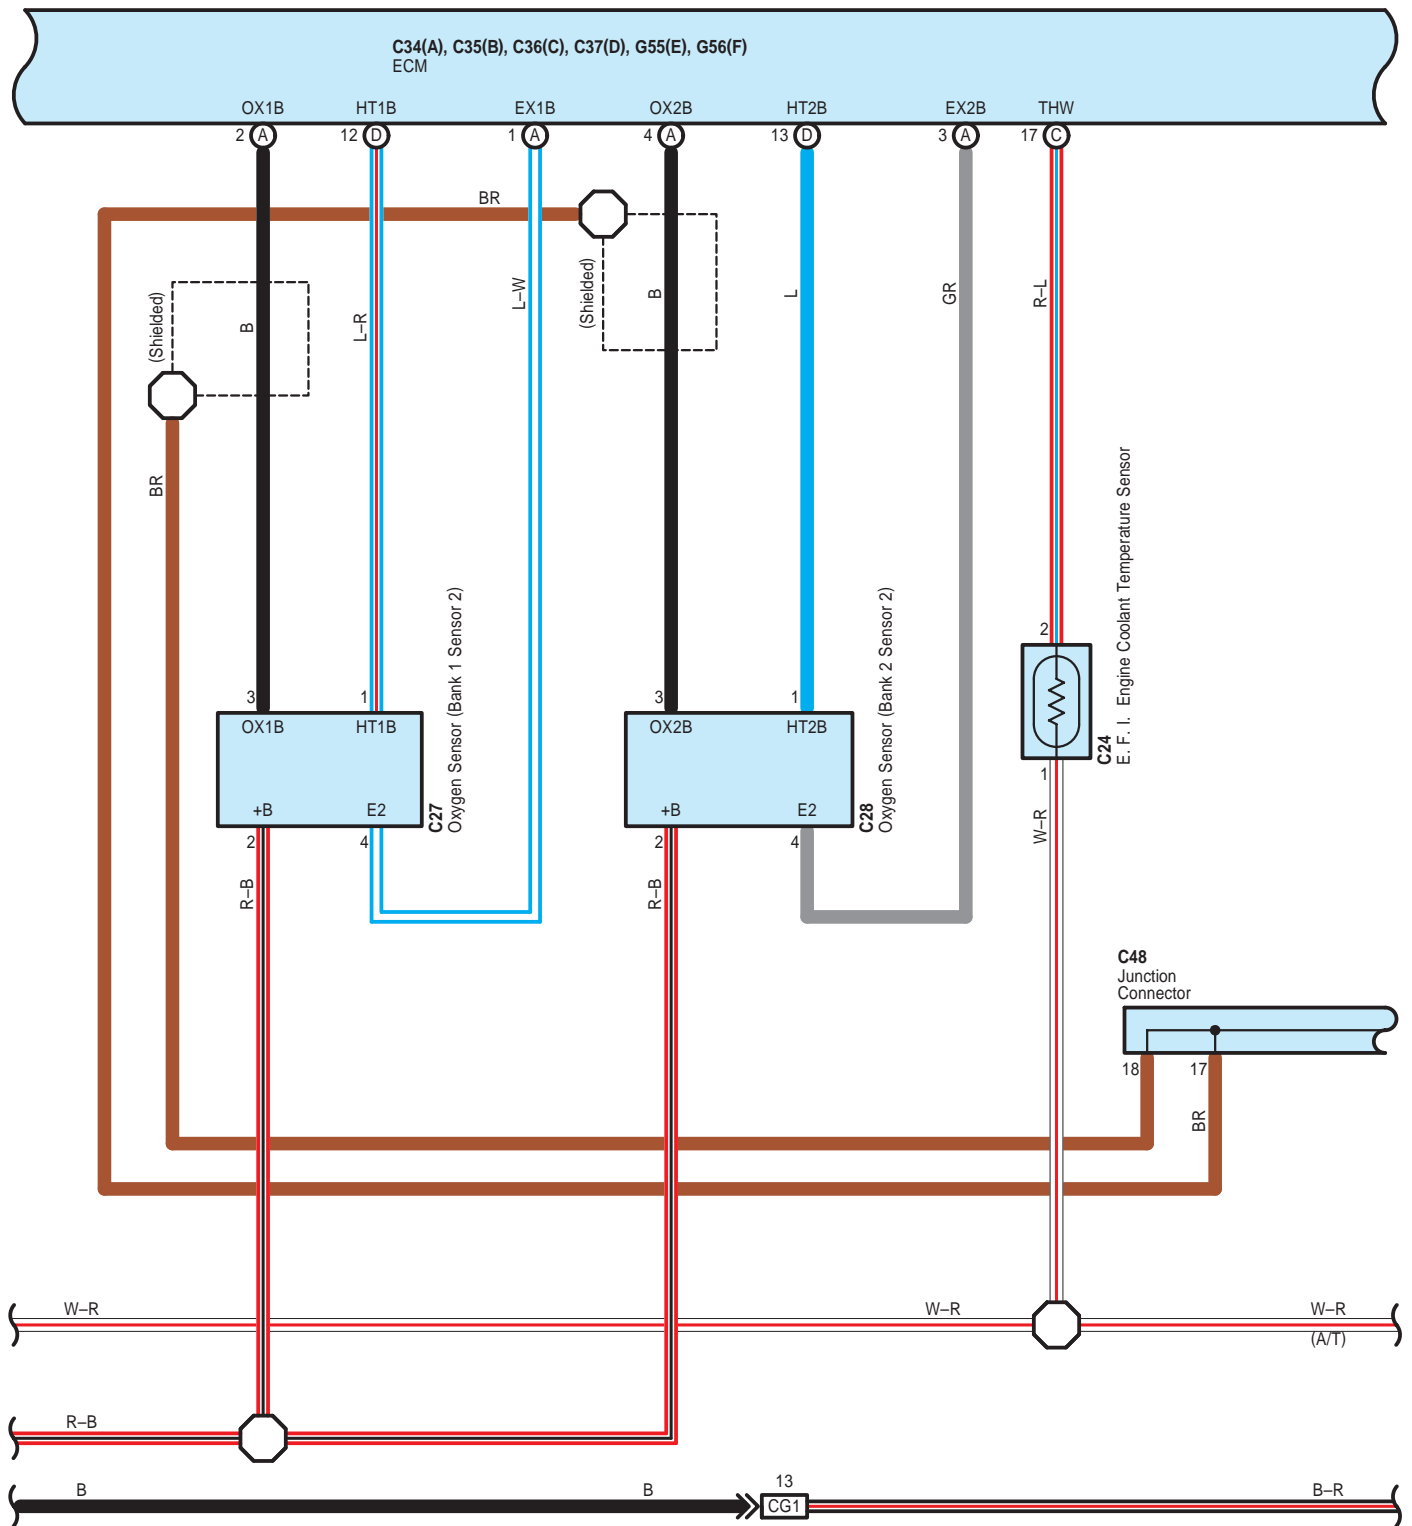 C34(A), C35(B), C36(C), C37(D), G55(E), G56(F)
ECM
OX1B HT1B EX1B OX2B HT2B EX2B THW
2 A 12 D 1 A 4 A 13 D 3 A 17 C
BR
(Shielded)
B
L–R
L–W
(Shielded)
B
L
GR
R–L
BR
Oxygen Sensor (Bank 1 Sensor 2)
C27
Oxygen Sensor (Bank 2 Sensor 2)
C28
E. F. I. Engine Coolant Temperature Sensor
C24
2
3 1 3 1
OX1B HT1B OX2B HT2B
1
+B E2 +B E2
2 4 2 4
R–B
R–B
W–R
C48
Junction
Connector
18 17
BR
W–R W–R W–R
(A/T)
R–B
B B 13 B–R
CG1